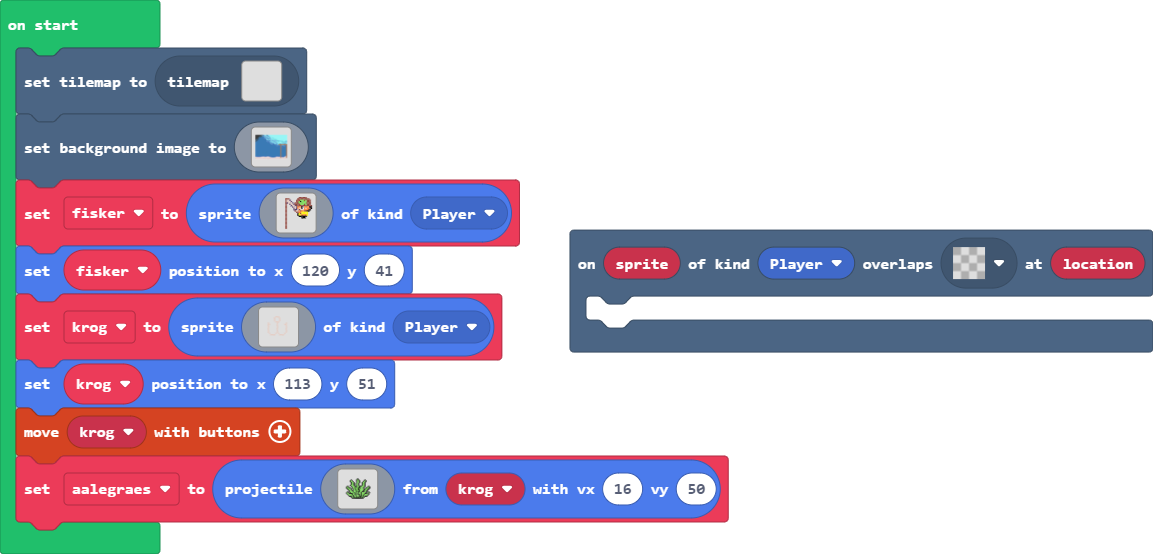 on start
set tilemap to tilemap
set background image to
set fisker to sprite of kind Player
set fisker position to x 120 y 41
set krog to sprite of kind Player
set krog position to x 113 y 51
move krog with buttons
set aalegraes to projectile from krog with vx 16 vy 50
on sprite of kind Player overlaps at location